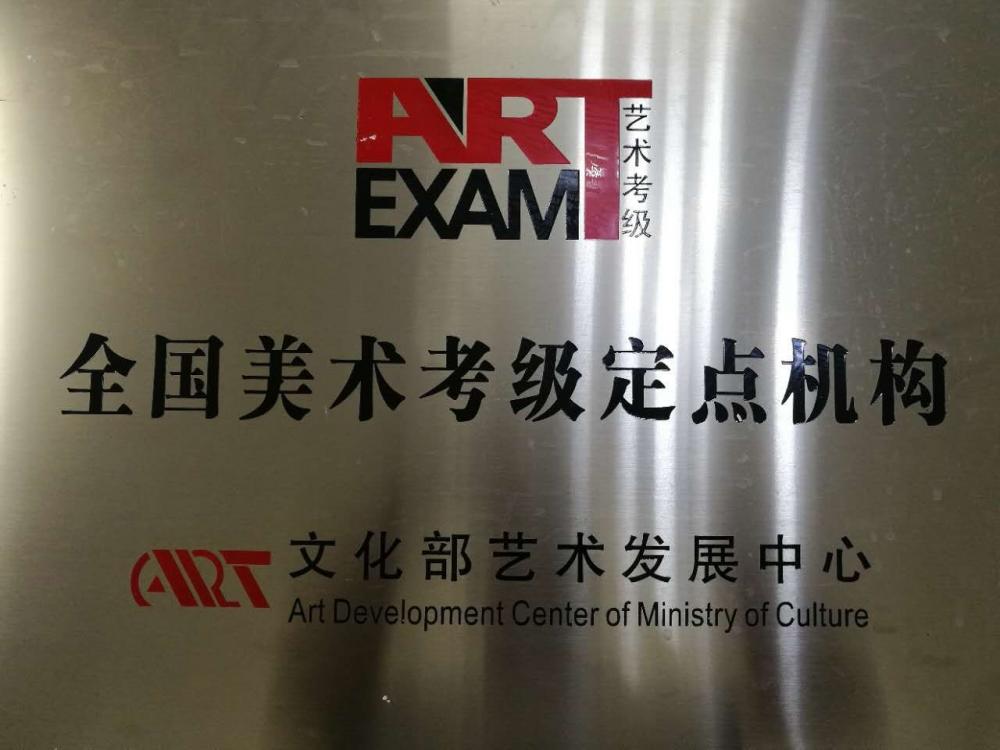 ART
EXAM
艺术考级
全国美术考级定点机构
ART
文化部艺术发展中心
Art Development Center of Ministry of Culture